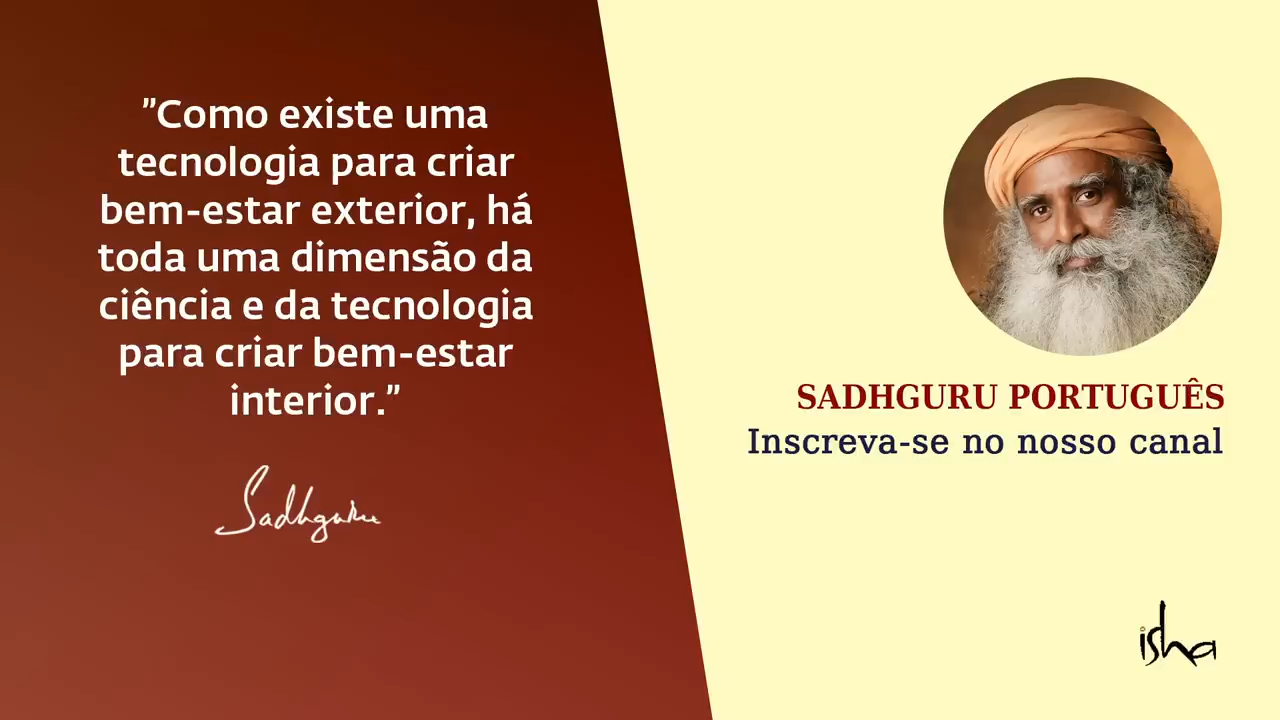 "Como existe uma
tecnologia para criar
bem-estar exterior, há
toda uma dimensão da
ciência e da tecnologia
para criar bem-estar
interior."
Sadhguru
SADHGURU PORTUGUÊS
Inscreva-se no nosso canal
isha